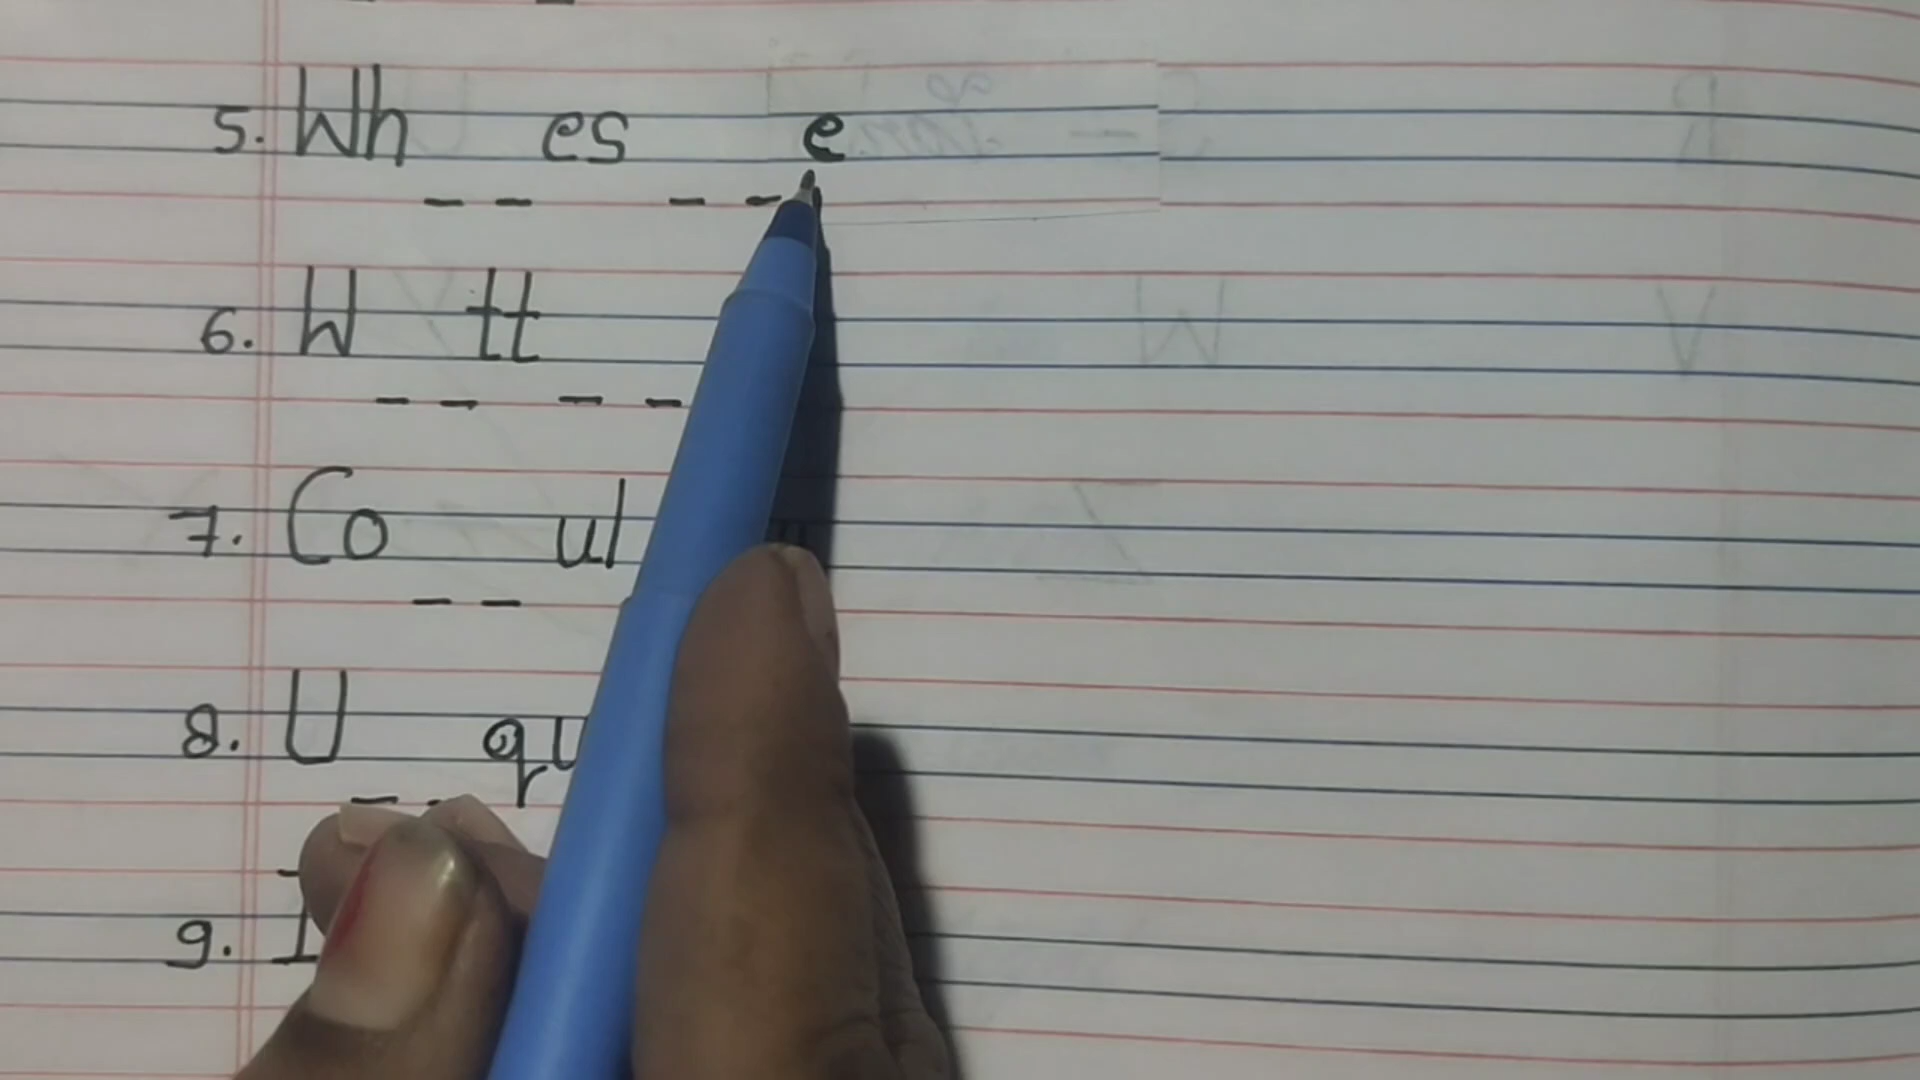 5. Wh _ _ es _ _ e
6. W _ _ tt _ _
7. Co _ _ ul
8. U _ _ qu
9. I